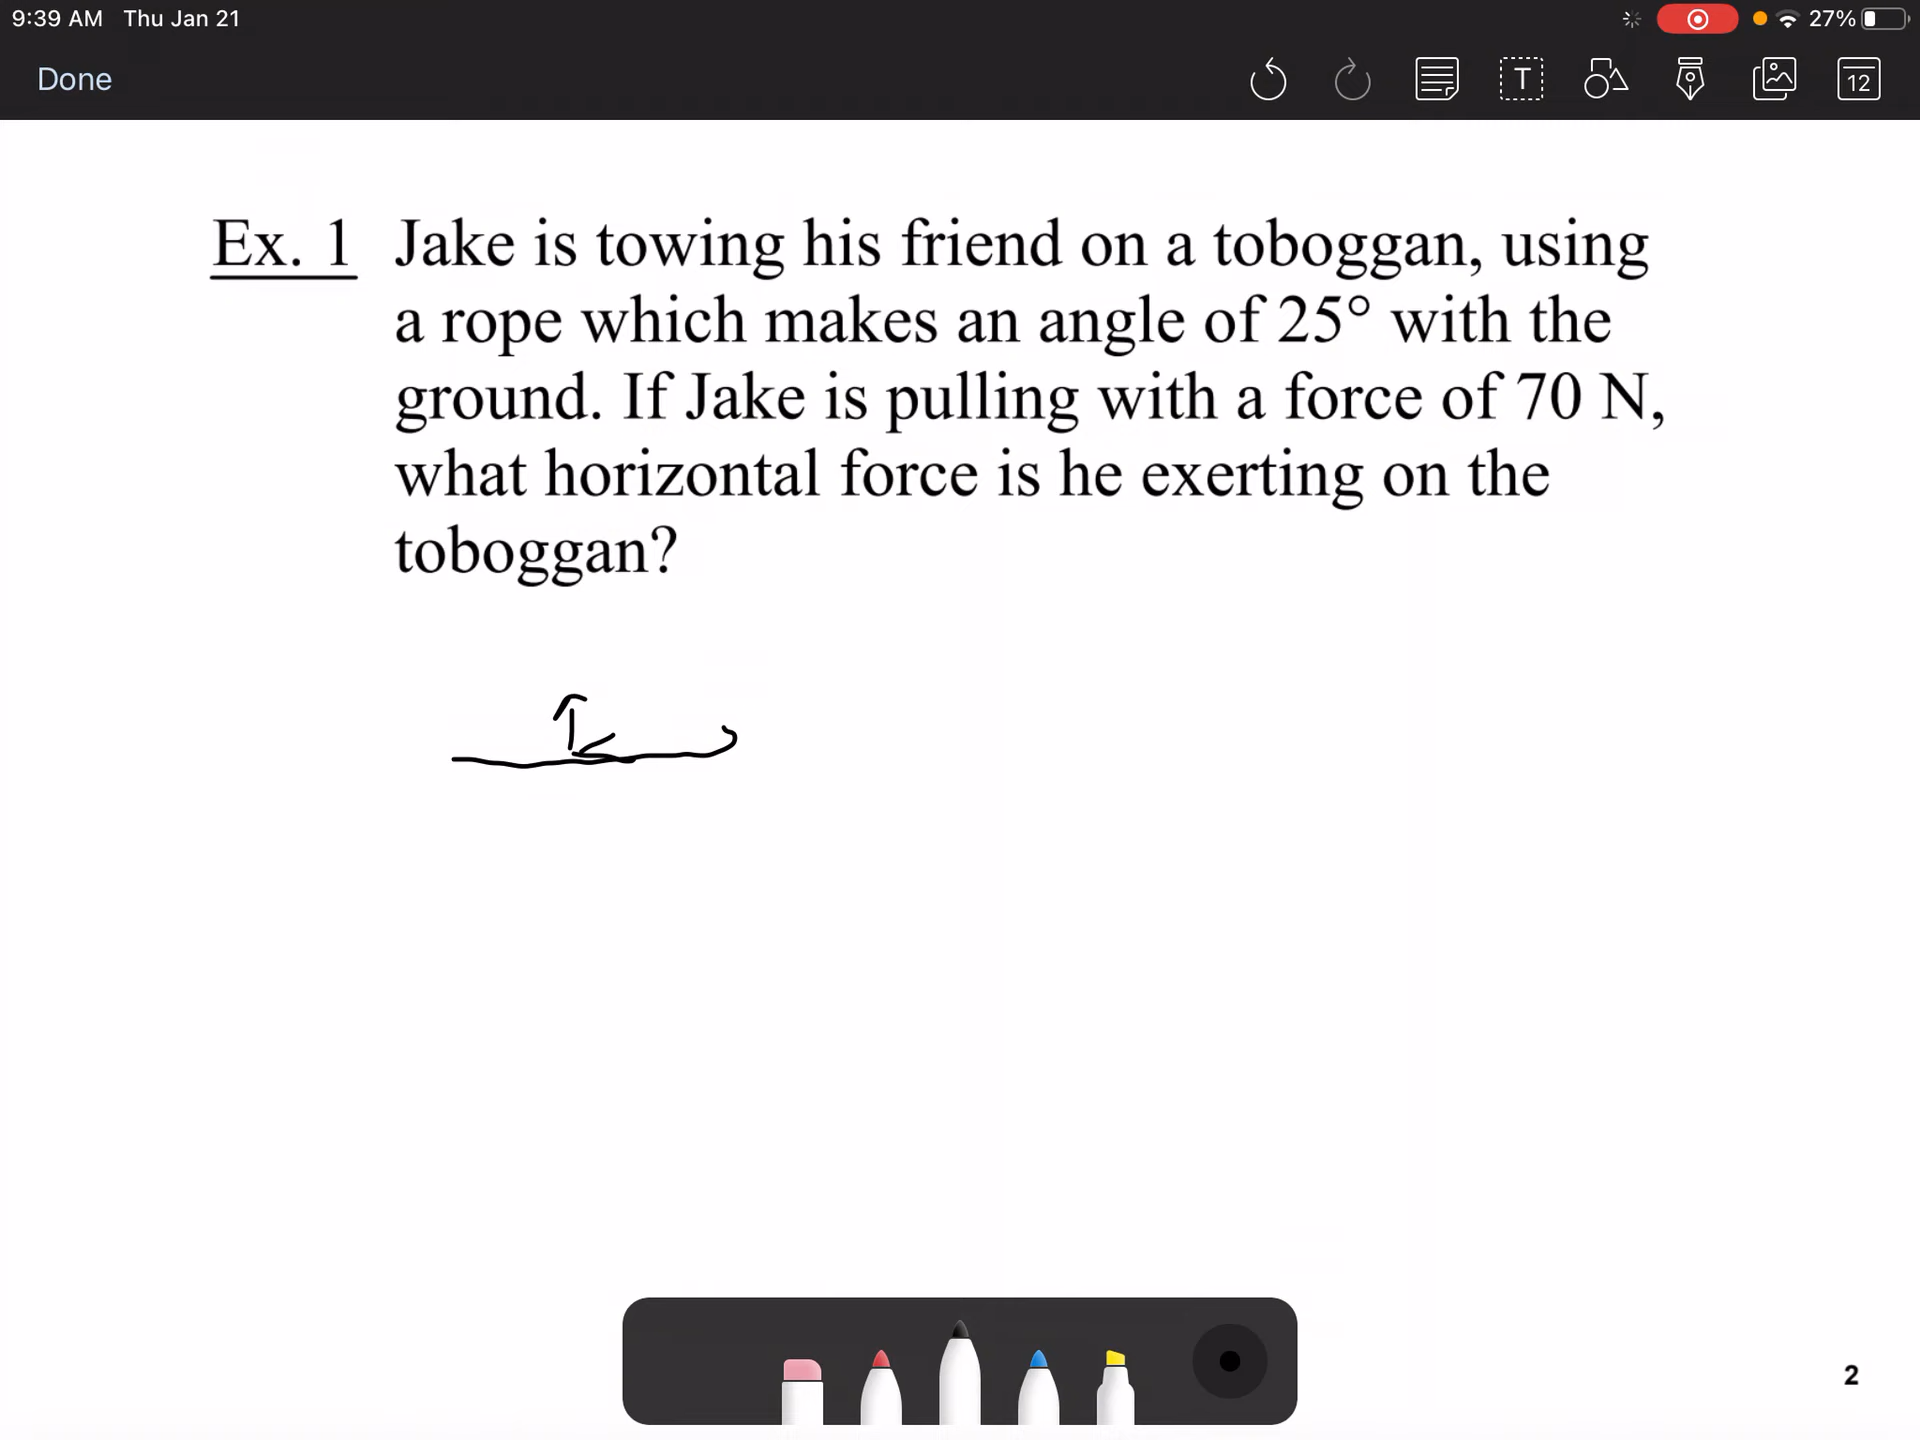 9:39 AM Thu Jan 21 27%
Done T 12
Ex. 1 Jake is towing his friend on a toboggan, using
a rope which makes an angle of 25° with the
ground. If Jake is pulling with a force of 70 N,
what horizontal force is he exerting on the
toboggan?
2